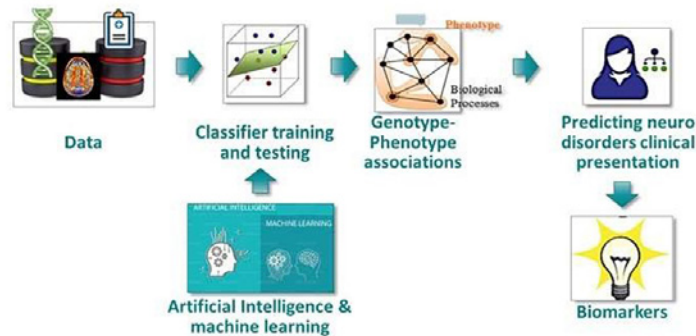 Phenotype
Biological
Processes
Data
Classifier training
and testing
Genotype-
Phenotype
associations
Predicting neuro
disorders clinical
presentation
ARTIFICIAL INTELLIGENCE
MACHINE LEARNING
Artificial Intelligence &
machine learning
Biomarkers